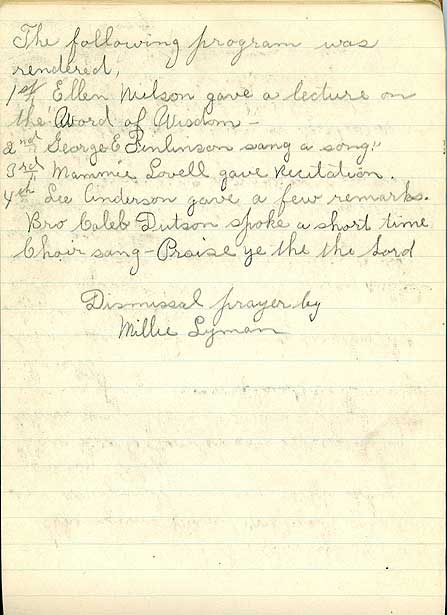 The following program was
rendered,
1st Ellen Nielson gave a lecture on
the "Word of Wisdom"-
2nd George E Finlinson sang a song"
3rd Mammie Lovell gave Recitation.
4th Lee Anderson gave a few remarks.
Bro Caleb Dutson spoke a short time
Choir sang-Praise ye the the Lord
Dismissal prayer by
Millie Lyman